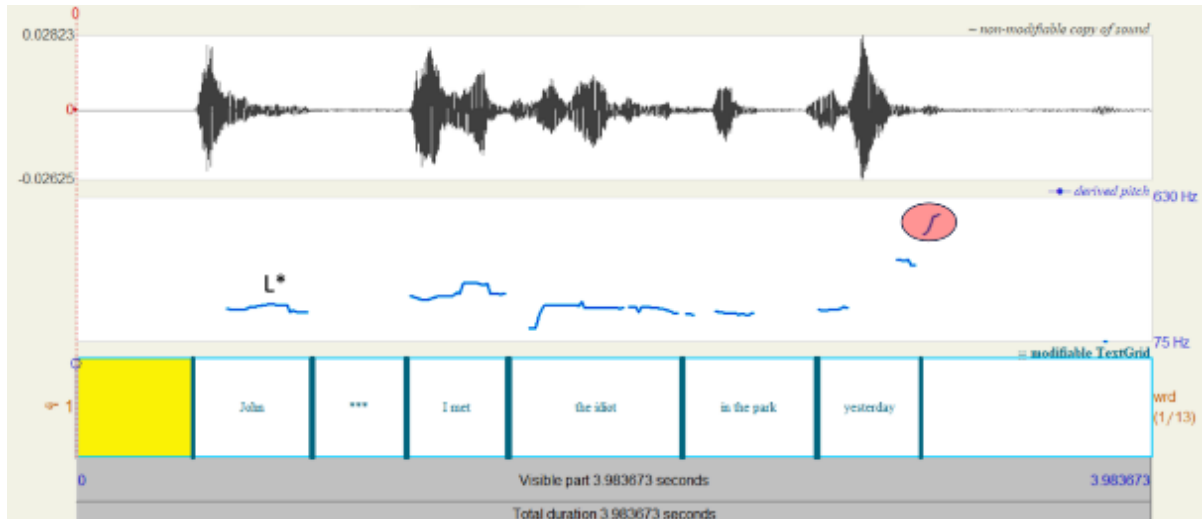 0
0.02823
– non-modifiable copy of sound
0
-0.02625
derived pitch 630 Hz
L*
∫
75 Hz
modifiable TextGrid
1 John *** I met the idiot in the park yesterday wrd
(1/13)
0 Visible part 3.983673 seconds 3.983673
Total duration 3.983673 seconds